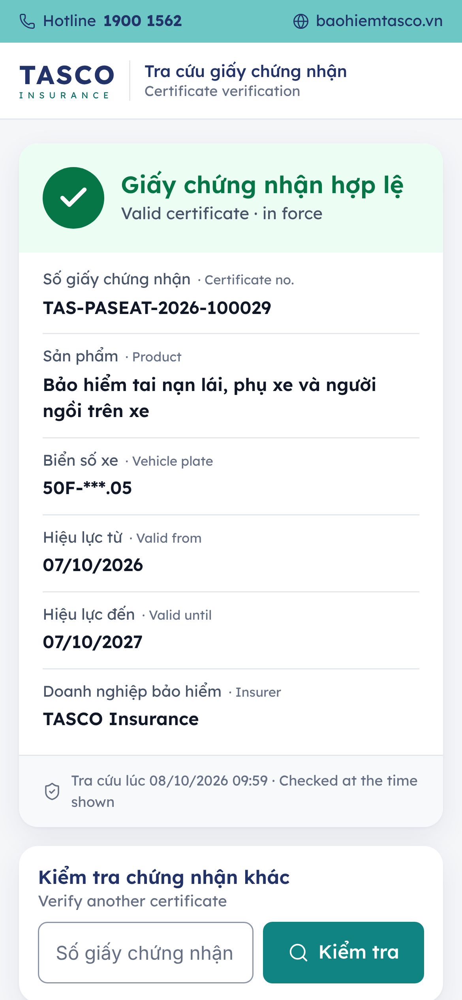 Hotline 1900 1562
baohiemtasco.vn
TASCO
INSURANCE
Tra cứu giấy chứng nhận
Certificate verification
Giấy chứng nhận hợp lệ
Valid certificate · in force
Số giấy chứng nhận · Certificate no.
TAS-PASEAT-2026-100029
Sản phẩm · Product
Bảo hiểm tai nạn lái, phụ xe và người
ngồi trên xe
Biển số xe · Vehicle plate
50F-***.05
Hiệu lực từ · Valid from
07/10/2026
Hiệu lực đến · Valid until
07/10/2027
Doanh nghiệp bảo hiểm · Insurer
TASCO Insurance
Tra cứu lúc 08/10/2026 09:59 · Checked at the time
shown
Kiểm tra chứng nhận khác
Verify another certificate
Số giấy chứng nhận
Kiểm tra